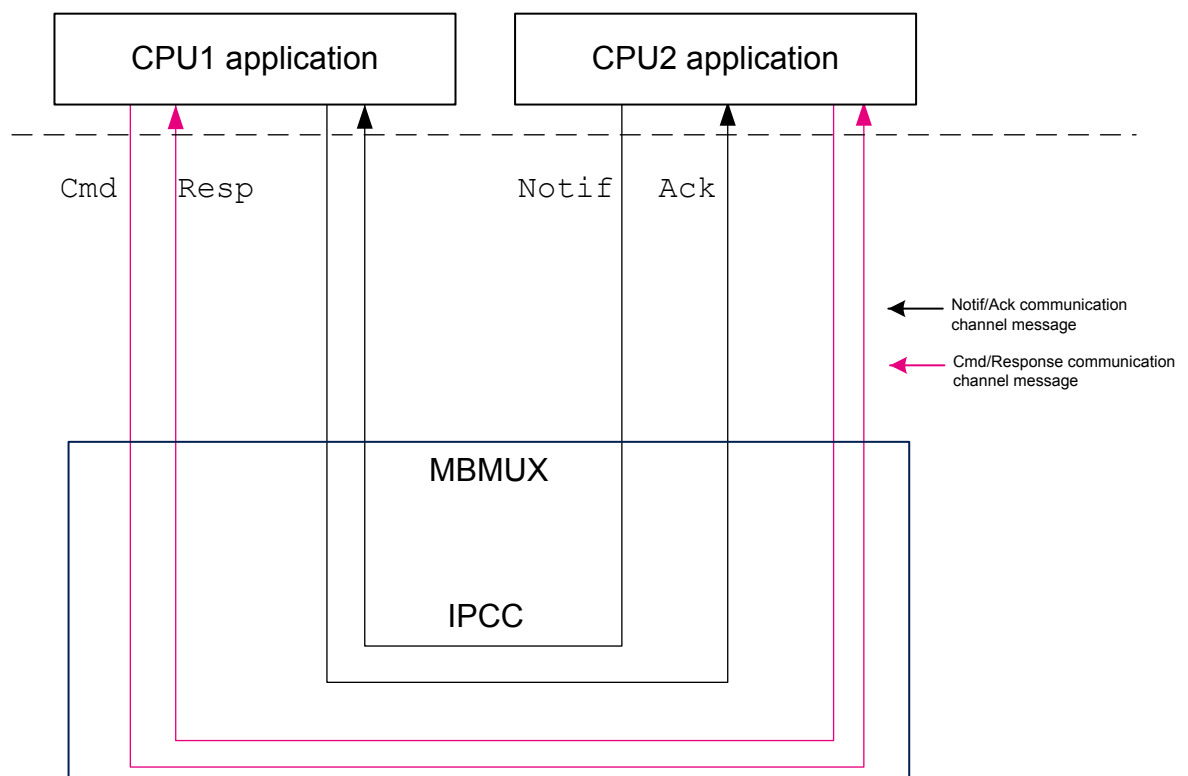 CPU1 application
CPU2 application
Cmd
Resp
Notif
Ack
Notif/Ack communication
channel message
Cmd/Response communication
channel message
MBMUX
IPCC